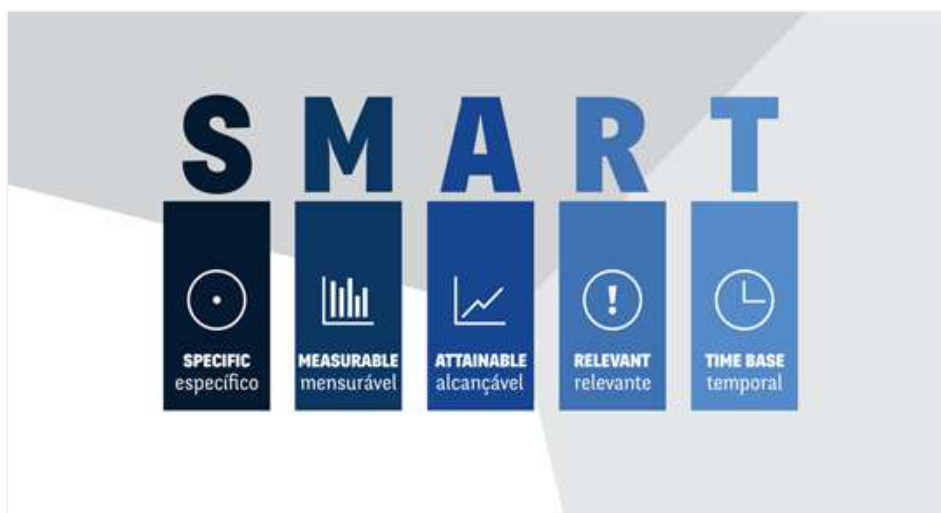 SMART
SPECIFIC
específico
MEASURABLE
mensurável
ATTAINABLE
alcançável
RELEVANT
relevante
TIME BASE
temporal